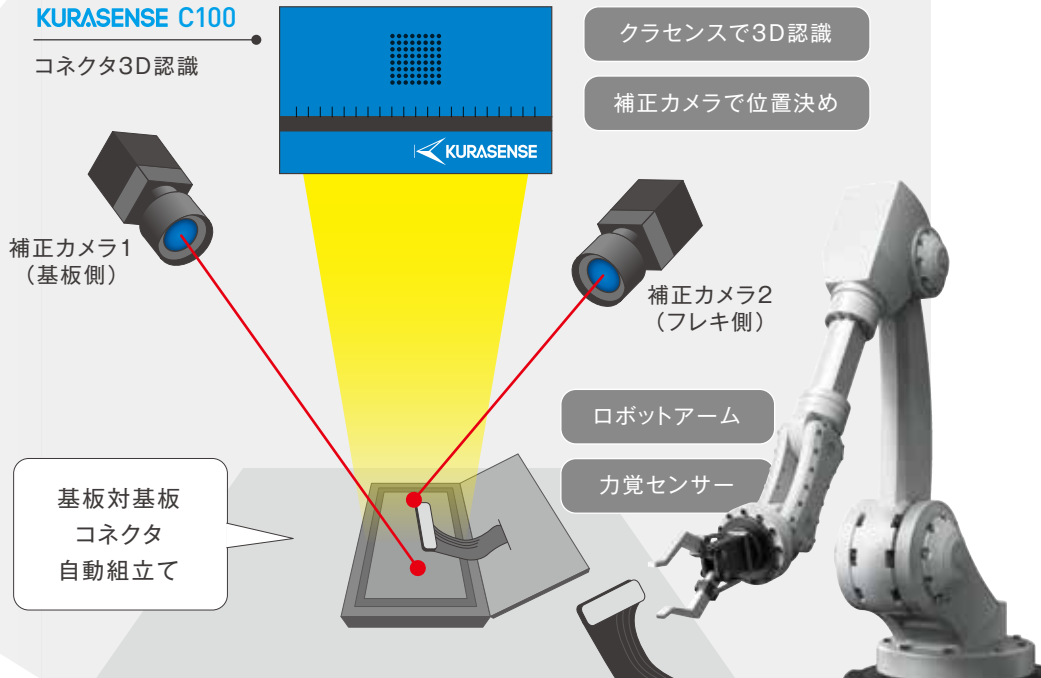 KURASENSE C100
コネクタ3D認識
クラセンスで3D認識
補正カメラで位置決め
KURASENSE
補正カメラ1
（基板側）
補正カメラ2
（フレキ側）
ロボットアーム
力覚センサー
基板対基板
コネクタ
自動組立て